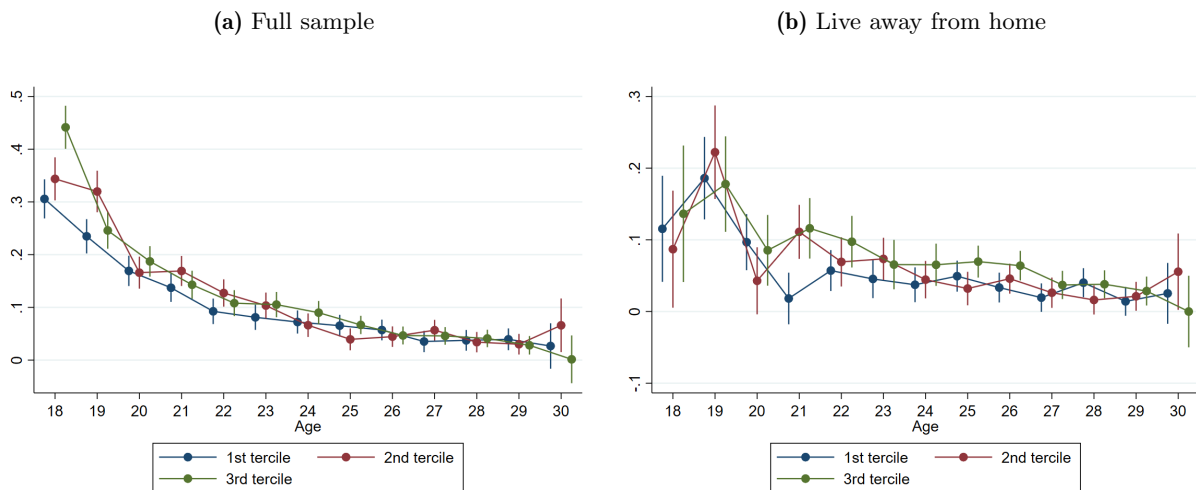 (a) Full sample
.5
.4
.3
.2
.1
0
18 19 20 21 22 23 24 25 26 27 28 29 30
Age
1st tercile 2nd tercile
3rd tercile
(b) Live away from home
.3
.2
.1
0
-.1
18 19 20 21 22 23 24 25 26 27 28 29 30
Age
1st tercile 2nd tercile
3rd tercile